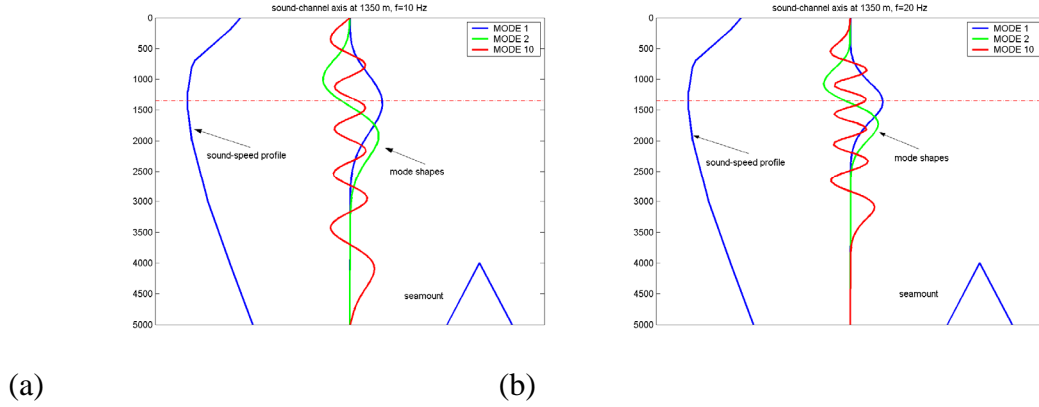 sound-channel axis at 1350 m, f=10 Hz
0
500
1000
1500
2000
2500
3000
3500
4000
4500
5000
MODE 1
MODE 2
MODE 10
sound-speed profile
mode shapes
seamount
(a)
sound-channel axis at 1350 m, f=20 Hz
0
500
1000
1500
2000
2500
3000
3500
4000
4500
5000
MODE 1
MODE 2
MODE 10
sound-speed profile
mode shapes
seamount
(b)